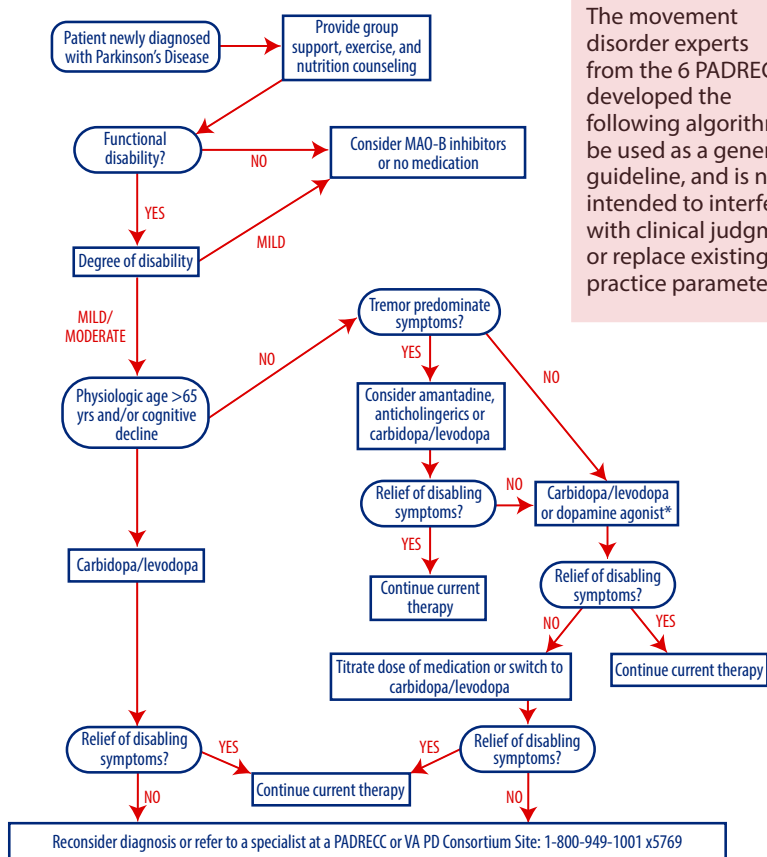 Patient newly diagnosed
with Parkinson's Disease
Provide group
support, exercise, and
nutrition counseling
The movement
disorder experts
from the 6
developed the
following
be used as a
guideline, and is
intended to
with clinical
or replace existing
practice
Functional
disability?
NO
Consider MAO-B inhibitors
or no medication
YES
MILD
Degree of disability
MILD/
MODERATE
Tremor predominate
symptoms?
NO
YES
NO
Physiologic age >65
yrs and/or cognitive
decline
Consider amantadine,
anticholingerics or
carbidopa/levodopa
Relief of disabling
symptoms?
NO
Carbidopa/levodopa
or dopamine agonist*
YES
Carbidopa/levodopa
Continue current
therapy
Relief of disabling
symptoms?
NO
YES
Titrate dose of medication or switch to
carbidopa/levodopa
Continue current therapy
Relief of disabling
symptoms?
YES
YES
Relief of disabling
symptoms?
Continue current therapy
NO
NO
Reconsider diagnosis or refer to a specialist at a PADRECC or VA PD Consortium Site: 1-800-949-1001 x5769